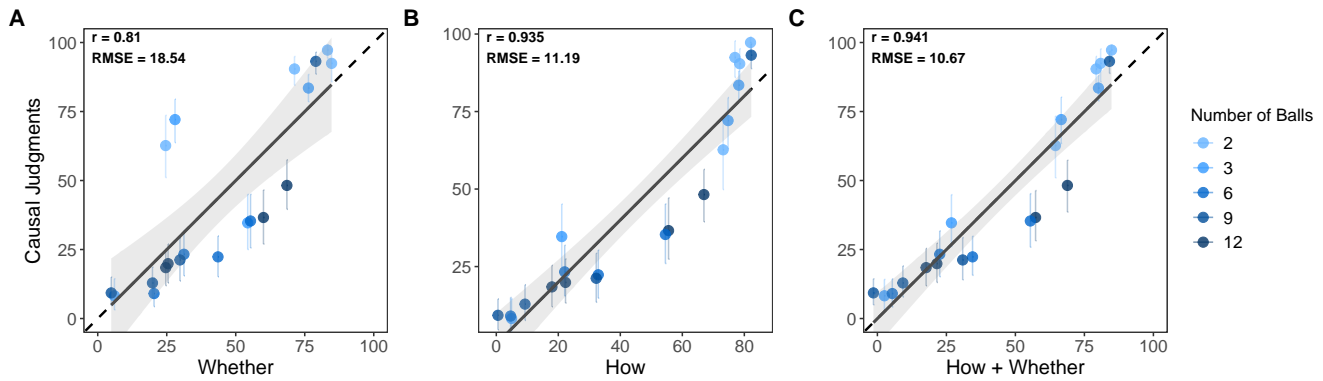 A
B
C
r = 0.81
RMSE = 18.54
r = 0.935
RMSE = 11.19
r = 0.941
RMSE = 10.67
Causal Judgments
100
75
50
25
0
100
75
50
25
100
75
50
25
0
0 25 50 75 100
0 20 40 60 80
0 25 50 75 100
Whether
How
How + Whether
Number of Balls
2
3
6
9
12